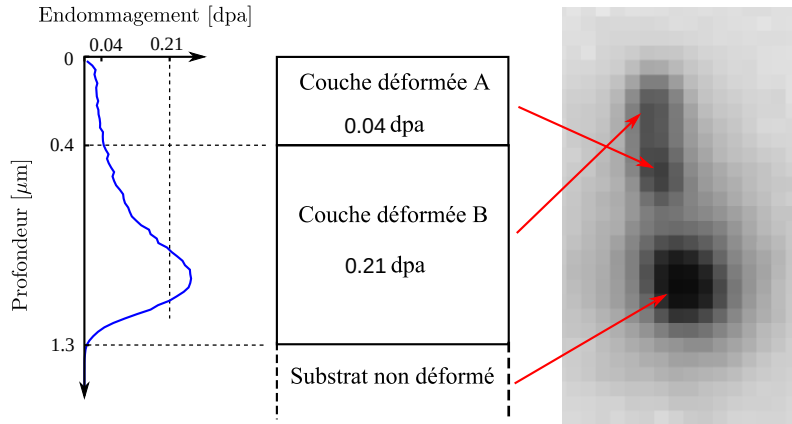 Endommagement [dpa]
0.04 0.21
0
0.4
1.3
Profondeur [μm]
Couche déformée A
0.04 dpa
Couche déformée B
0.21 dpa
Substrat non déformé